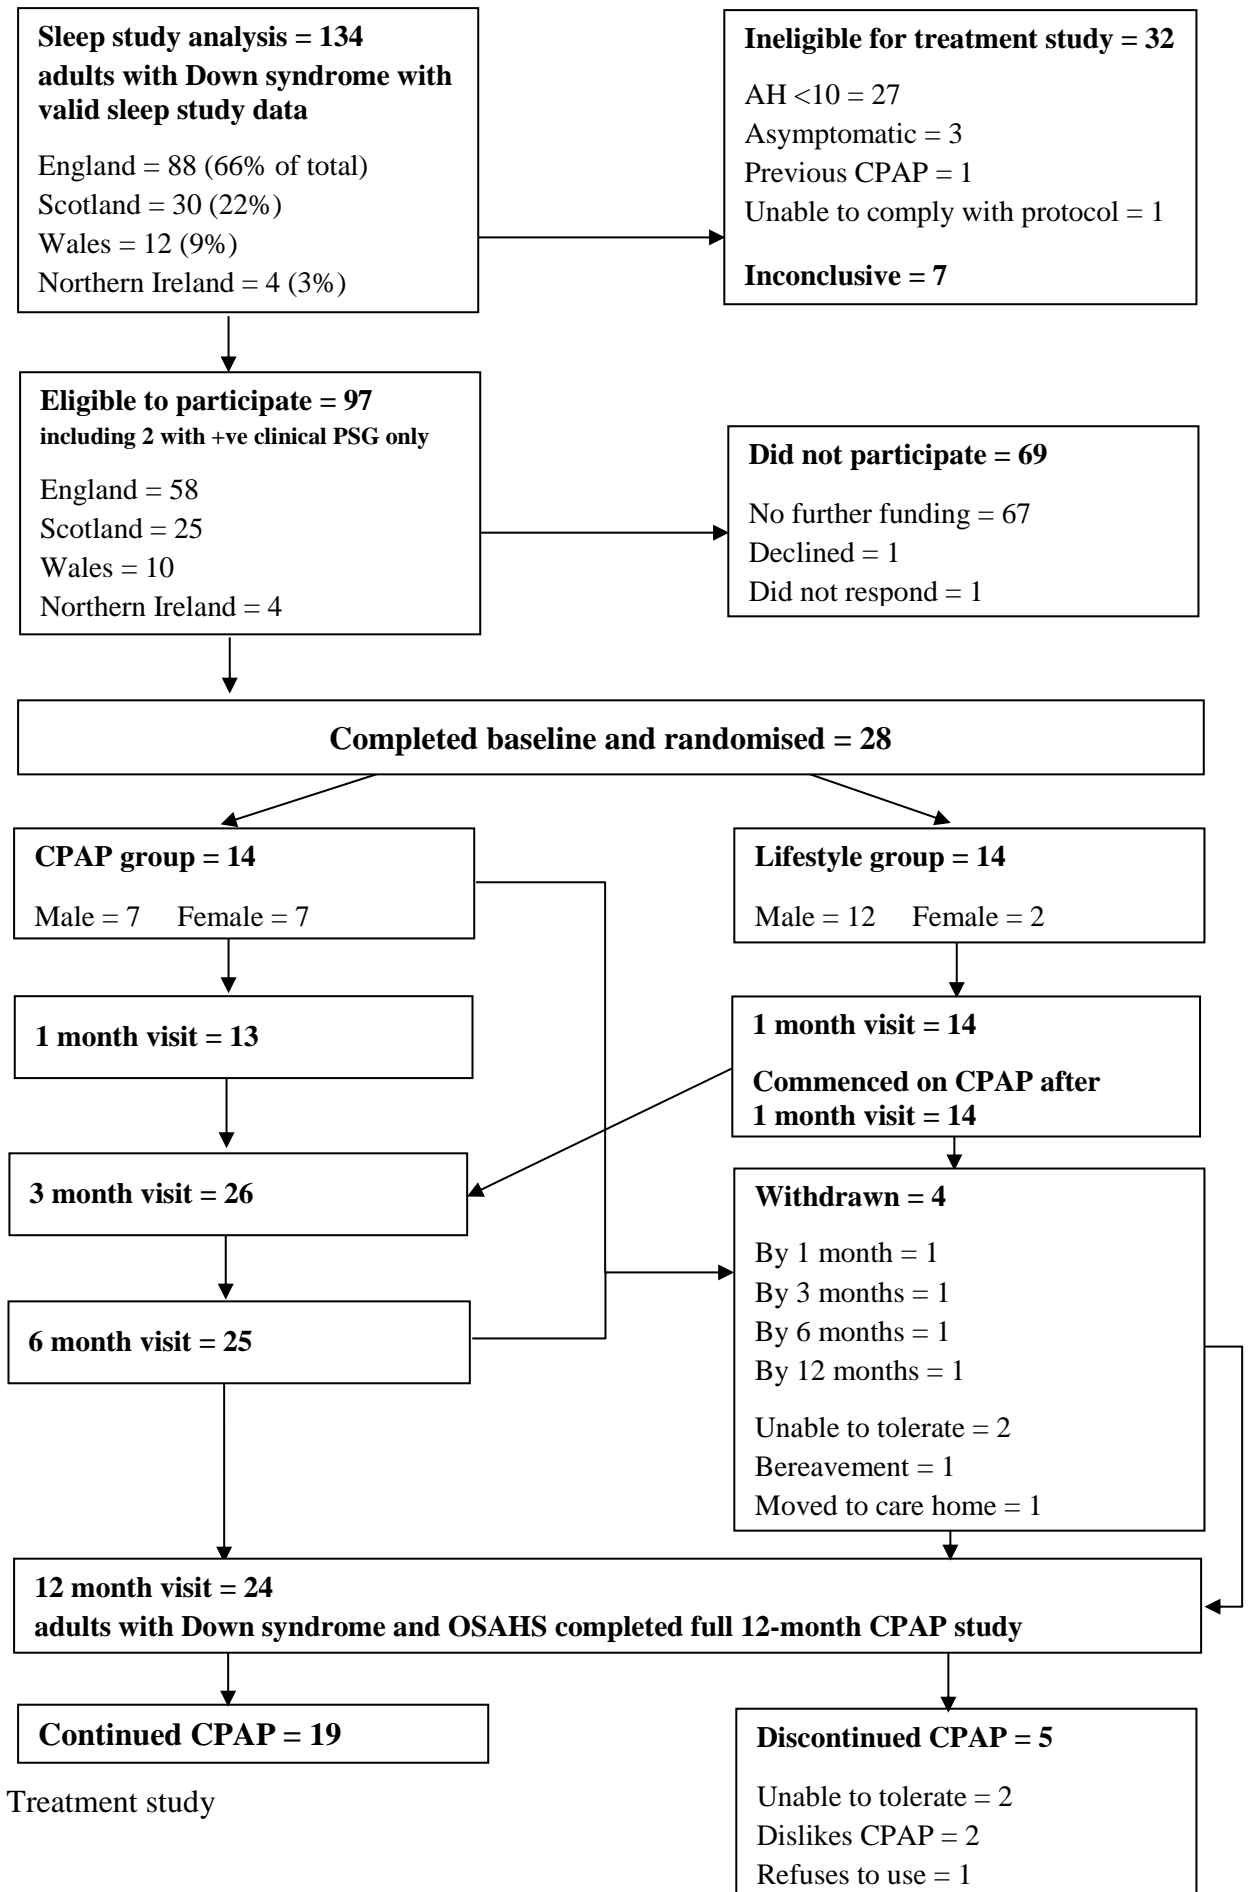 Sleep study analysis = 134
adults with Down syndrome with
valid sleep study data
England = 88 (66% of total)
Scotland = 30 (22%)
Wales = 12 (9%)
Northern Ireland = 4 (3%)
Ineligible for treatment study = 32
AH <10 = 27
Asymptomatic = 3
Previous CPAP = 1
Unable to comply with protocol = 1
Inconclusive = 7
Eligible to participate = 97
including 2 with +ve clinical PSG only
England = 58
Scotland = 25
Wales = 10
Northern Ireland = 4
Did not participate = 69
No further funding = 67
Declined = 1
Did not respond = 1
Completed baseline and randomised = 28
CPAP group = 14
Male = 7 Female = 7
Lifestyle group = 14
Male = 12 Female = 2
1 month visit = 13
1 month visit = 14
Commenced on CPAP after
1 month visit = 14
3 month visit = 26
6 month visit = 25
Withdrawn = 4
By 1 month = 1
By 3 months = 1
By 6 months = 1
By 12 months = 1
Unable to tolerate = 2
Bereavement = 1
Moved to care home = 1
12 month visit = 24
adults with Down syndrome and OSAHS completed full 12-month CPAP study
Continued CPAP = 19
Discontinued CPAP = 5
Unable to tolerate = 2
Dislikes CPAP = 2
Refuses to use = 1
Treatment study